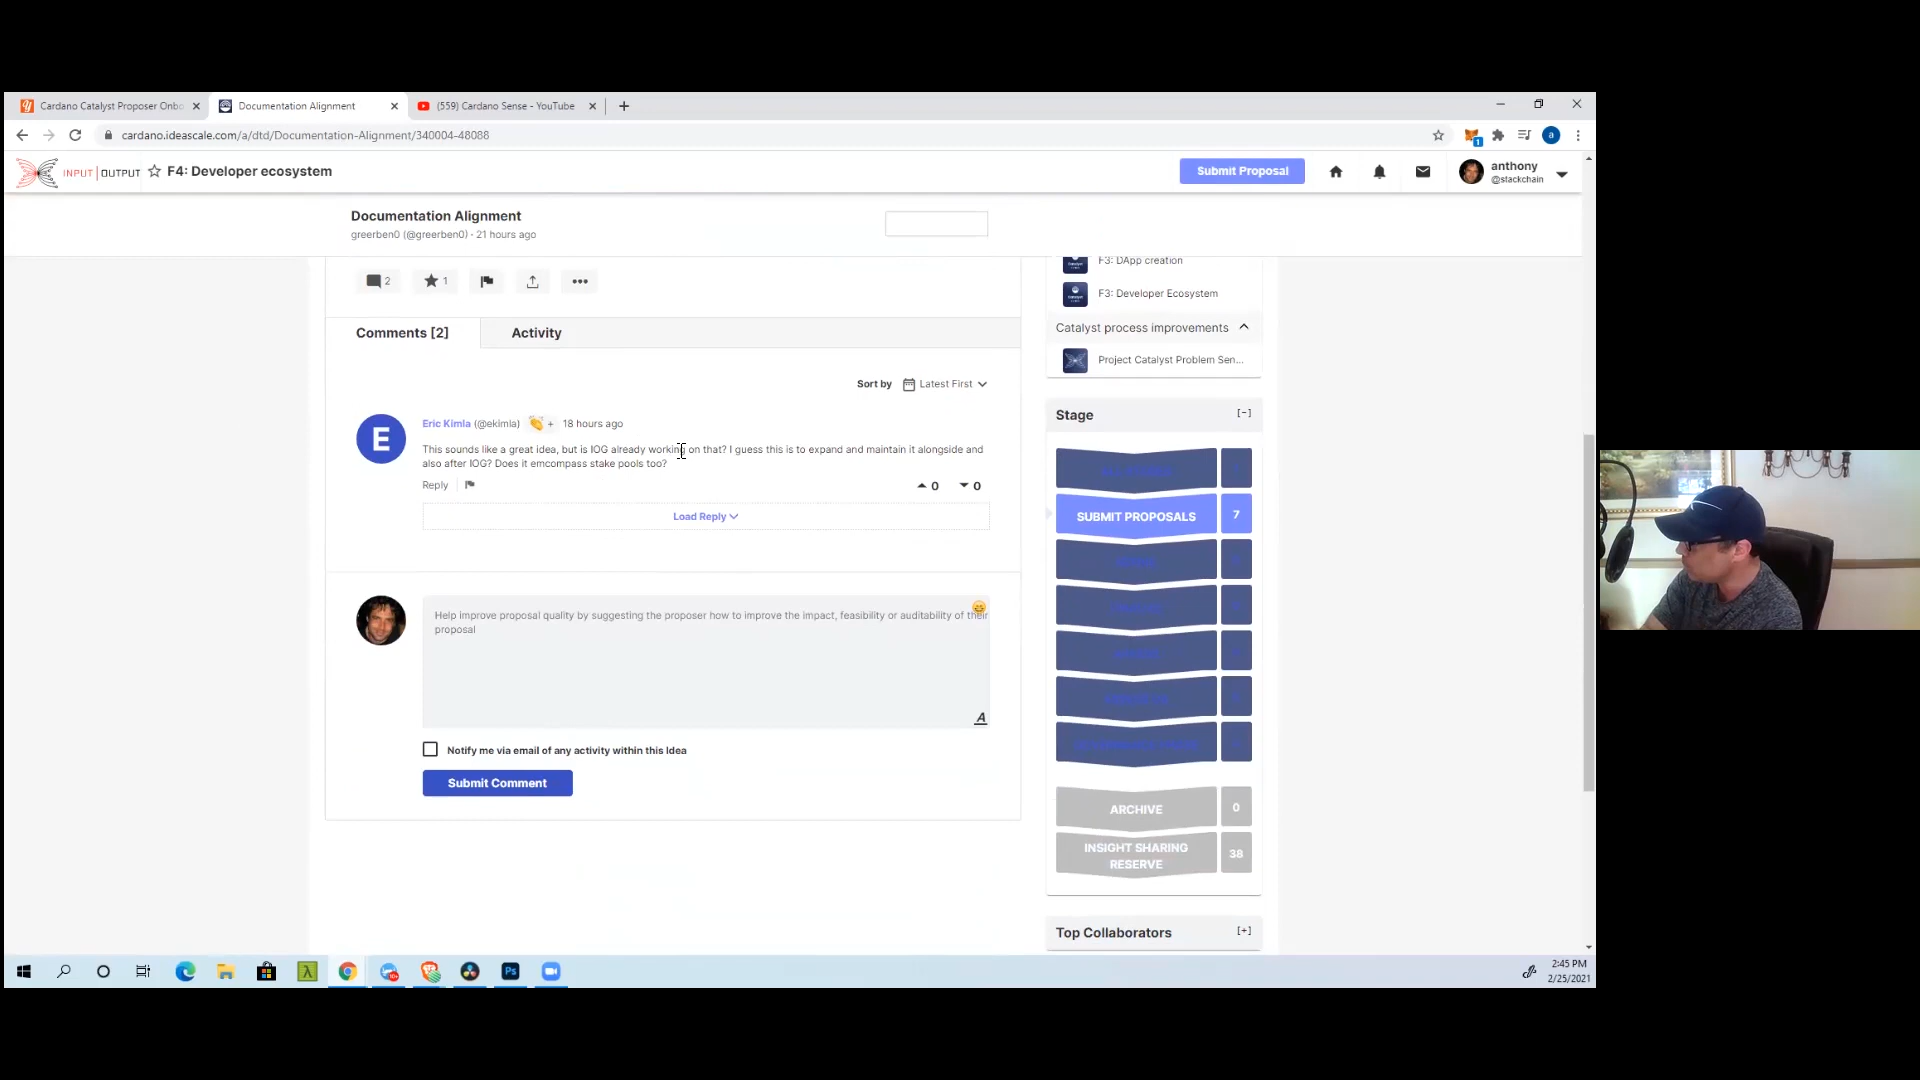 Cardano Catalyst Proposer Onbo
Documentation Alignment
(559) Cardano Sense - YouTube
cardano.ideascale.com/a/dtd/Documentation-Alignment/340004-48088
INPUT | OUTPUT
F4: Developer ecosystem
Submit Proposal
anthony
@stackchain
Documentation Alignment
greerben0 (@greerben0) · 21 hours ago
F3: DApp creation
2
1
F3: Developer Ecosystem
Comments [2]
Activity
Catalyst process improvements
Project Catalyst Problem Sen...
Sort by
Latest First
Stage
[-]
E
Eric Kimla (@ekimla)
+
18 hours ago
This sounds like a great idea, but is IOG already working on that? I guess this is to expand and maintain it alongside and
also after IOG? Does it emcompass stake pools too?
Reply
0
0
Load Reply
SUBMIT PROPOSALS
7
Help improve proposal quality by suggesting the proposer how to improve the impact, feasibility or auditability of their
proposal
A
Notify me via email of any activity within this Idea
Submit Comment
ARCHIVE
0
INSIGHT SHARING
RESERVE
38
Top Collaborators
[+]
Ps
2:45 PM
2/25/2021